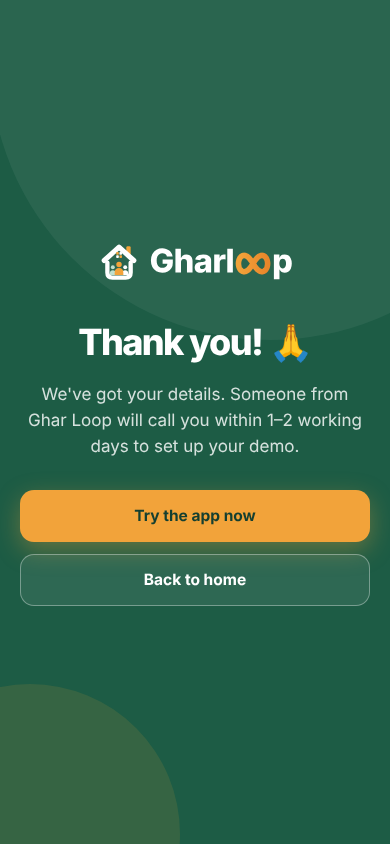 Gharloop
Thank you! 🙏
We've got your details. Someone from
Ghar Loop will call you within 1–2 working
days to set up your demo.
Try the app now
Back to home